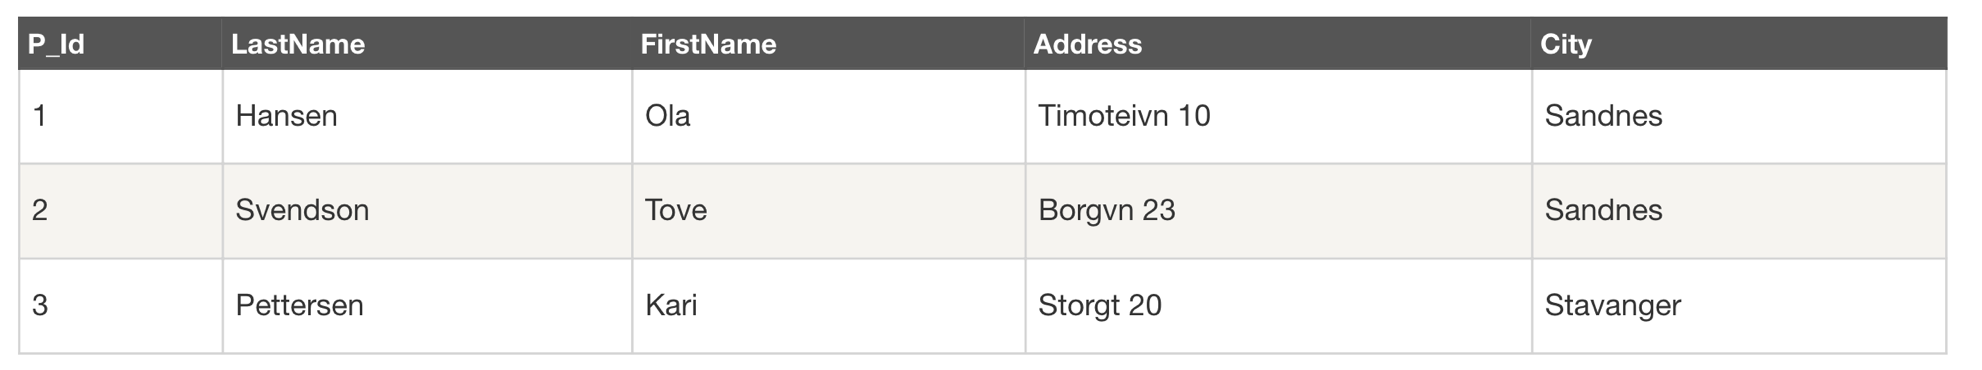 P_Id LastName FirstName Address City
1 Hansen Ola Timoteivn 10 Sandnes
2 Svendson Tove Borgvn 23 Sandnes
3 Pettersen Kari Storgt 20 Stavanger